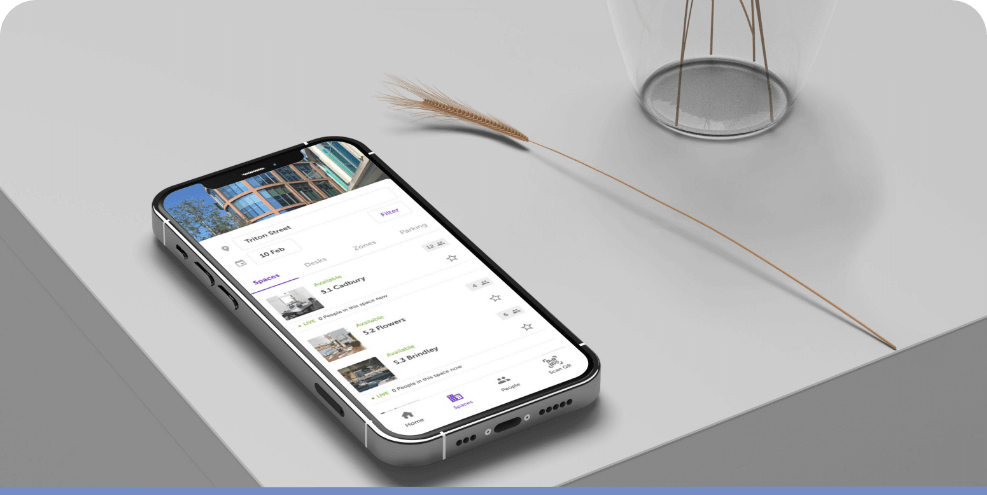 Triton Street
10 Feb
Filter
Spaces
Desks
Zones
Parking
Available
5.1 Cadbury
12
LIVE 0 People in this space now
Available
5.2 Flowers
4
Available
5.3 Brindley
6
LIVE 0 People in this space now
Home
Spaces
People
Scan QR